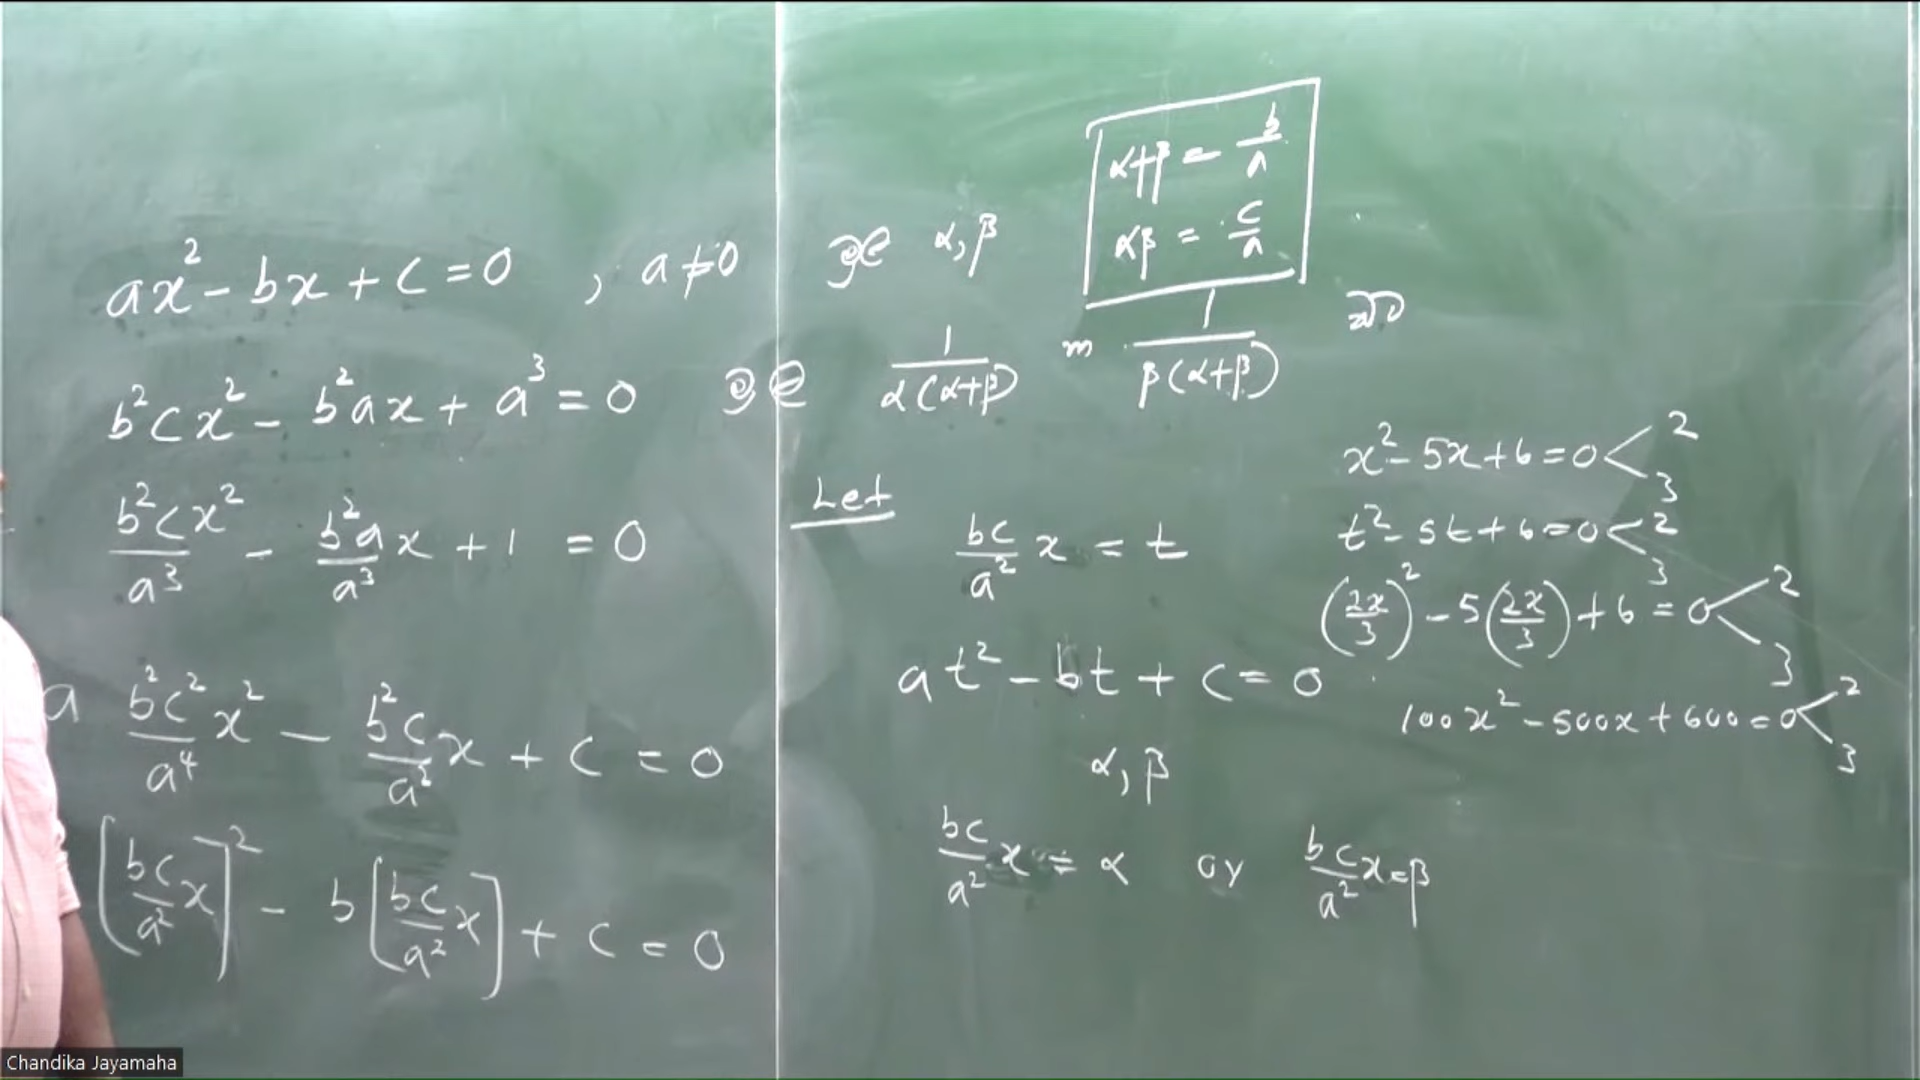 ax² - bx + c = 0 , a ≠ 0 α, β
b²cx² - b²ax + a³ = 0 1/α(α+β) 1/β(α+β)
b²cx²/a³ - b²a/a³ x + 1 = 0
a b²c²/a⁴ x² - b²c/a² x + c = 0
[bc/a² x]² - b[bc/a² x] + c = 0
α+β = b/a
αβ = c/a
Let
bc/a² x = t
at² - bt + c = 0
α, β
bc/a² x = α or bc/a² x = β
x² - 5x + 6 = 0 < 2 3
t² - 5t + 6 = 0 < 2 3
(2x/3)² - 5(2x/3) + 6 = 0 < 2 3
100x² - 500x + 600 = 0 < 2 3
Chandika Jayamaha